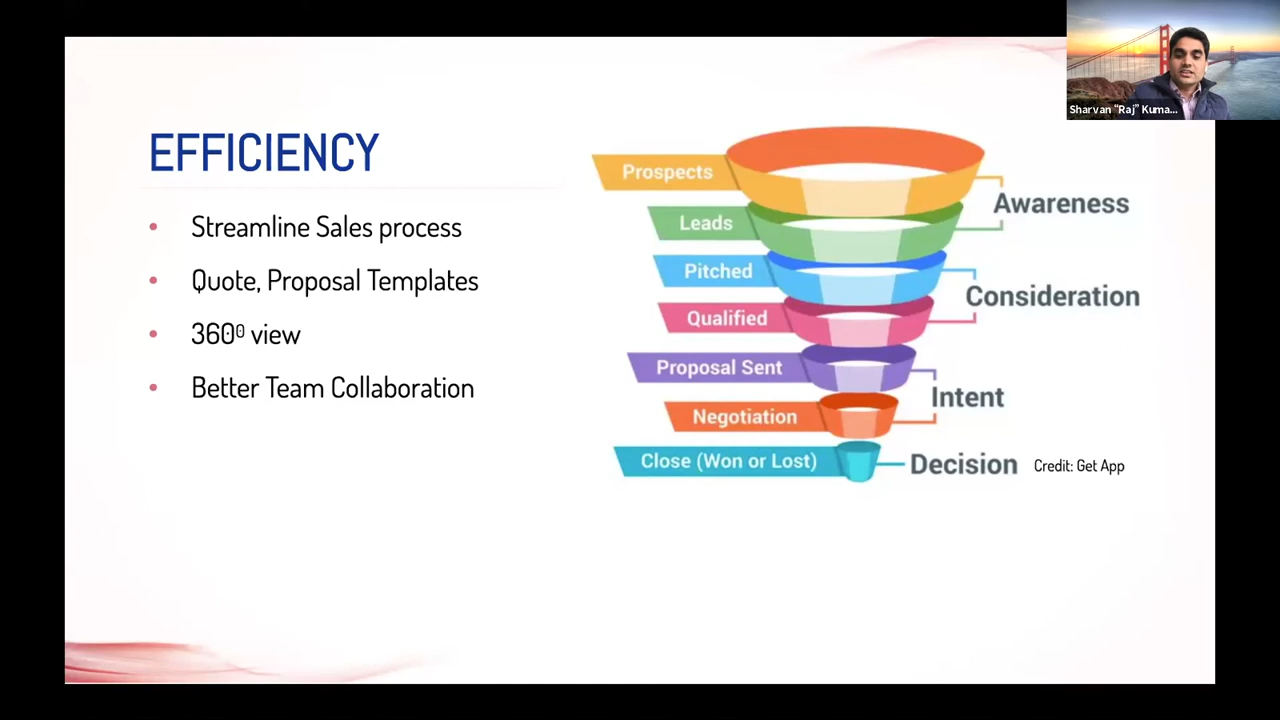 Sharvan "Raj" Kuma...
EFFICIENCY
• Streamline Sales process
• Quote, Proposal Templates
• 360⁰ view
• Better Team Collaboration
Prospects
Leads
Awareness
Pitched
Qualified
Consideration
Proposal Sent
Negotiation
Intent
Close (Won or Lost)
Decision
Credit: Get App